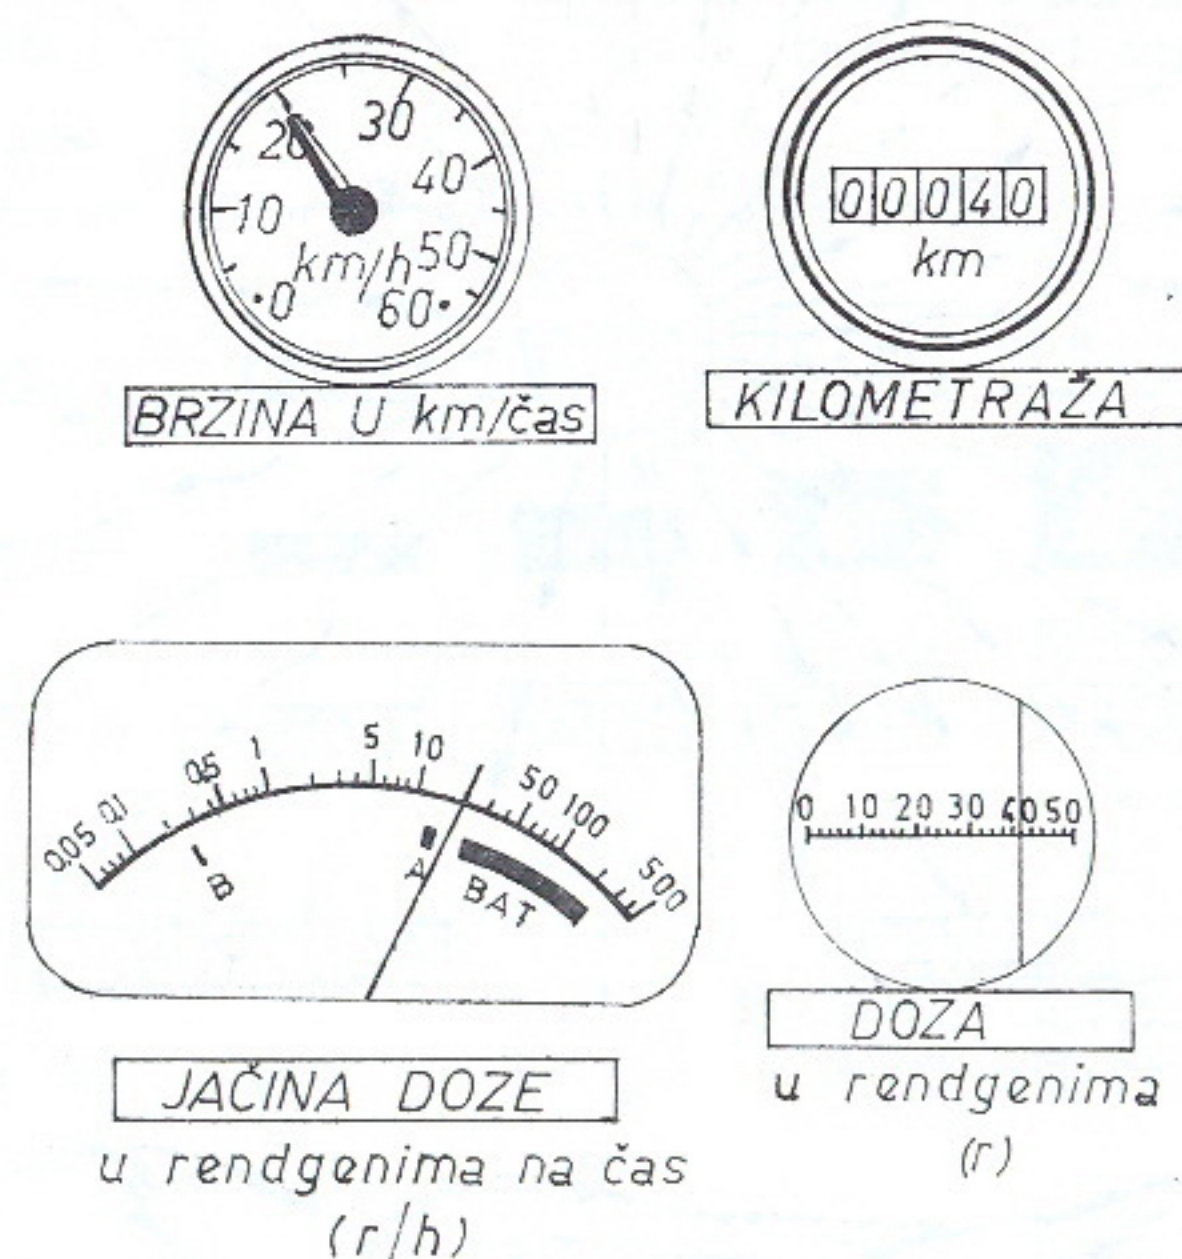 20 30
10 40
km/h 50
0 60
BRZINA U km/čas
00040
km
KILOMETRAŽA
0,05 0,1 0,5 1 5 10 50 100 500
B A BAT
JAČINA DOZE
u rendgenima na čas
(r/h)
0 10 20 30 40 50
DOZA
u rendgenima
(r)